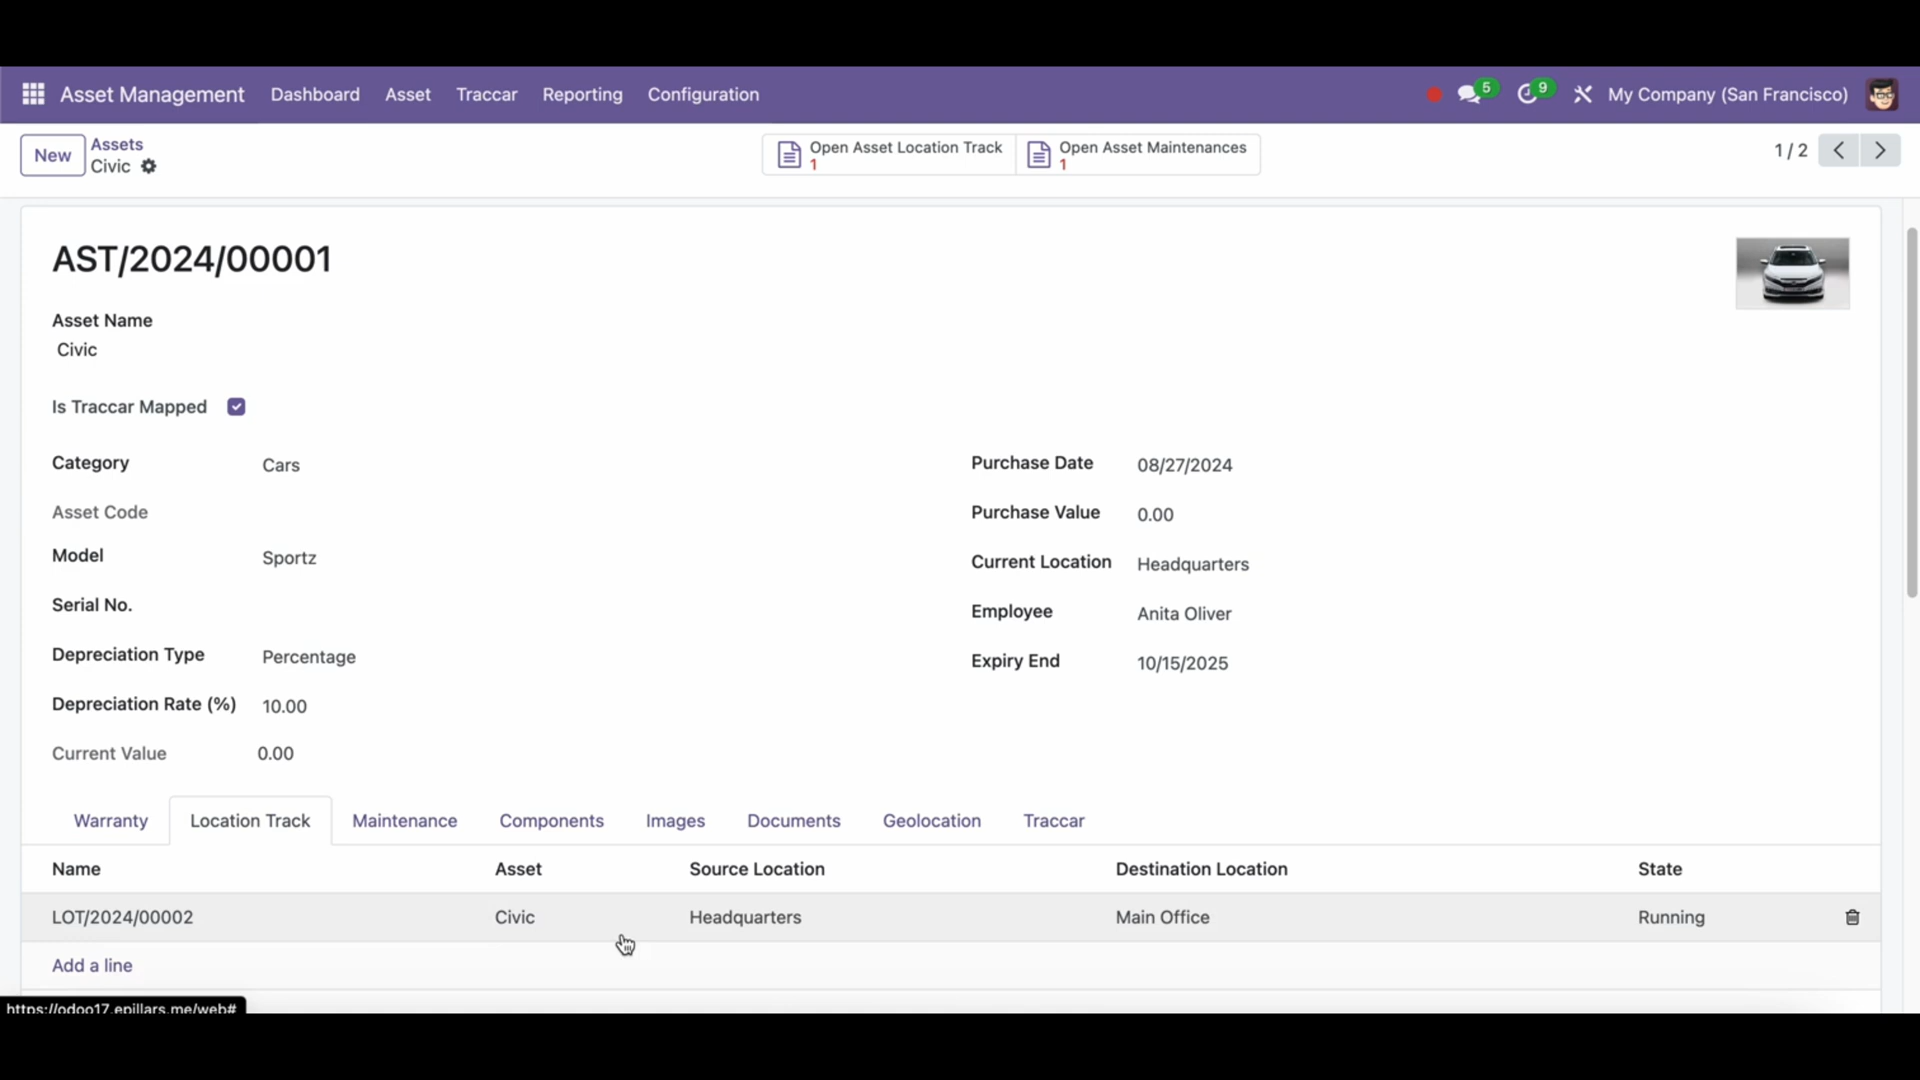 Asset Management Dashboard Asset Traccar Reporting Configuration 5 9 My Company (San Francisco)
New Assets Civic
Open Asset Location Track 1
Open Asset Maintenances 1
1 / 2
AST/2024/00001
Asset Name
Civic
Is Traccar Mapped
Category Cars
Asset Code
Model Sportz
Serial No.
Depreciation Type Percentage
Depreciation Rate (%) 10.00
Current Value 0.00
Purchase Date 08/27/2024
Purchase Value 0.00
Current Location Headquarters
Employee Anita Oliver
Expiry End 10/15/2025
Warranty Location Track Maintenance Components Images Documents Geolocation Traccar
Name Asset Source Location Destination Location State
LOT/2024/00002 Civic Headquarters Main Office Running
Add a line
https://odoo17.epillars.me/web#